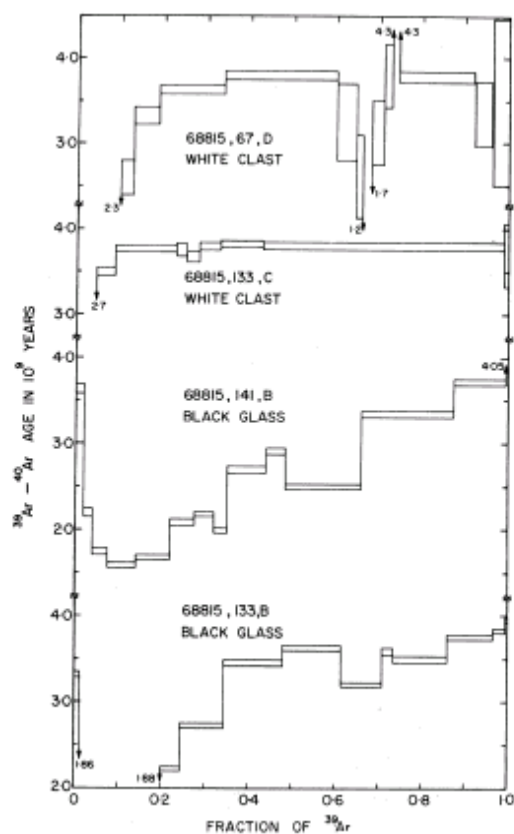 4·0
4·3
4·3
3·0
68815,67,D
WHITE CLAST
2·3
1·2
1·7
4·0
3·0
68815,133,C
WHITE CLAST
2·7
4·0
4·05
68815,141,B
BLACK GLASS
3·0
2·0
68815,133,B
BLACK GLASS
4·0
3·0
1·86
1·88
2·0
0 0·2 0·4 0·6 0·8 1·0
FRACTION OF ³⁹Ar
³⁹Ar – ⁴⁰Ar AGE IN 10⁹ YEARS